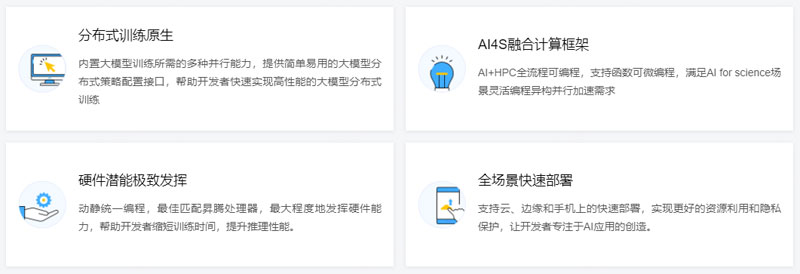 分布式训练原生
内置大模型训练所需的多种并行能力，提供简单易用的大模型分
布式策略配置接口，帮助开发者快速实现高性能的大模型分布式
训练
AI4S融合计算框架
AI+HPC全流程可编程，支持函数可微编程，满足AI for science场
景灵活编程异构并行加速需求
硬件潜能极致发挥
动静统一编程，最佳匹配昇腾处理器，最大程度地发挥硬件能
力，帮助开发者缩短训练时间，提升推理性能。
全场景快速部署
支持云、边缘和手机上的快速部署，实现更好的资源利用和隐私
保护，让开发者专注于AI应用的创造。